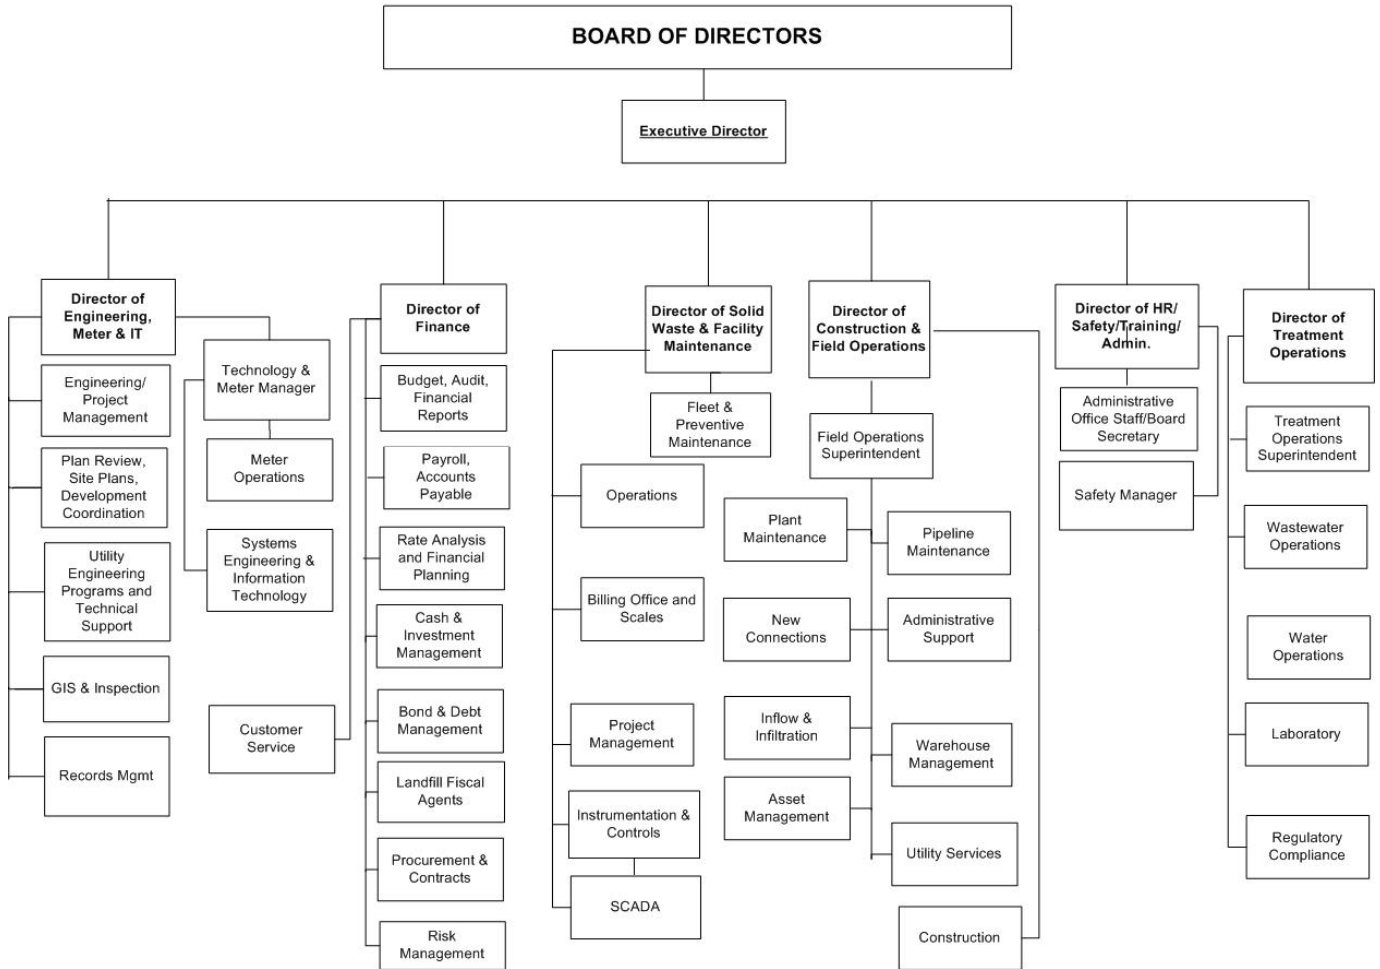 BOARD OF DIRECTORS
Executive Director
Director of
Engineering,
Meter & IT
Engineering/
Project
Management
Plan Review,
Site Plans,
Development
Coordination
Utility
Engineering
Programs and
Technical
Support
GIS & Inspection
Records Mgmt
Technology &
Meter Manager
Meter
Operations
Systems
Engineering &
Information
Technology
Director of
Finance
Customer
Service
Budget, Audit,
Financial
Reports
Payroll,
Accounts
Payable
Rate Analysis
and Financial
Planning
Cash &
Investment
Management
Bond & Debt
Management
Landfill Fiscal
Agents
Procurement &
Contracts
Risk
Management
Director of Solid
Waste & Facility
Maintenance
Fleet &
Preventive
Maintenance
Operations
Billing Office and
Scales
Project
Management
Instrumentation &
Controls
SCADA
Director of
Construction &
Field Operations
Field Operations
Superintendent
Plant
Maintenance
Pipeline
Maintenance
New
Connections
Administrative
Support
Inflow &
Infiltration
Warehouse
Management
Asset
Management
Utility Services
Construction
Director of HR/
Safety/Training/
Admin.
Administrative
Office Staff/Board
Secretary
Safety Manager
Director of
Treatment
Operations
Treatment
Operations
Superintendent
Wastewater
Operations
Water
Operations
Laboratory
Regulatory
Compliance